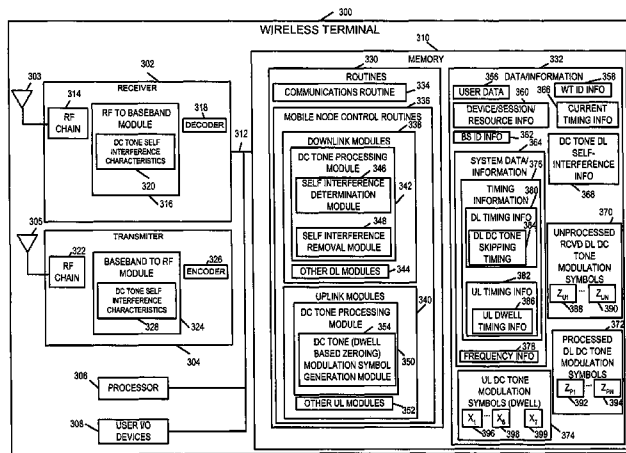 300
WIRELESS TERMINAL
310
MEMORY
302
RECEIVER
303
314
RF
CHAIN
RF TO BASEBAND
MODULE
DC TONE SELF
INTERFERENCE
CHARACTERISTICS
320
316
318
DECODER
312
305
TRANSMITER
322
RF
CHAIN
BASEBAND TO RF
MODULE
DC TONE SELF
INTERFERENCE
CHARACTERISTICS
328
324
326
ENCODER
304
306
PROCESSOR
308
USER I/O
DEVICES
330
ROUTINES
334
COMMUNICATIONS ROUTINE
336
MOBILE NODE CONTROL ROUTINES
338
DOWNLINK MODULES
DC TONE PROCESSING
MODULE
346
SELF INTERFERENCE
DETERMINATION
MODULE
342
348
SELF INTERFERENCE
REMOVAL MODULE
OTHER DL MODULES
344
UPLINK MODULES
340
DC TONE PROCESSING
MODULE
354
DC TONE (DWELL
BASED ZEROING)
MODULATION SYMBOL
GENERATION MODULE
350
OTHER UL MODULES
352
332
DATA/INFORMATION
356
USER DATA
358
WT ID INFO
360
DEVICE/SESSION/
RESOURCE INFO
366
CURRENT
TIMING INFO
BS ID INFO
362
364
SYSTEM DATA/
INFORMATION
376
TIMING
INFORMATION
380
DL TIMING INFO
384
DL DC TONE
SKIPPING
TIMING
382
UL TIMING INFO
386
UL DWELL
TIMING INFO
378
FREQUENCY INFO
DC TONE DL
SELF-
INTERFERENCE
INFO
368
370
UNPROCESSED
RCVD DL DC
TONE
MODULATION
SYMBOLS
ZU1 ... ZUN
388 390
372
PROCESSED
DL DC TONE
MODULATION
SYMBOLS
ZP1 ... ZPN
392 394
UL DC TONE
MODULATION
SYMBOLS (DWELL)
X1 ... X6 X7
396 398 399
374